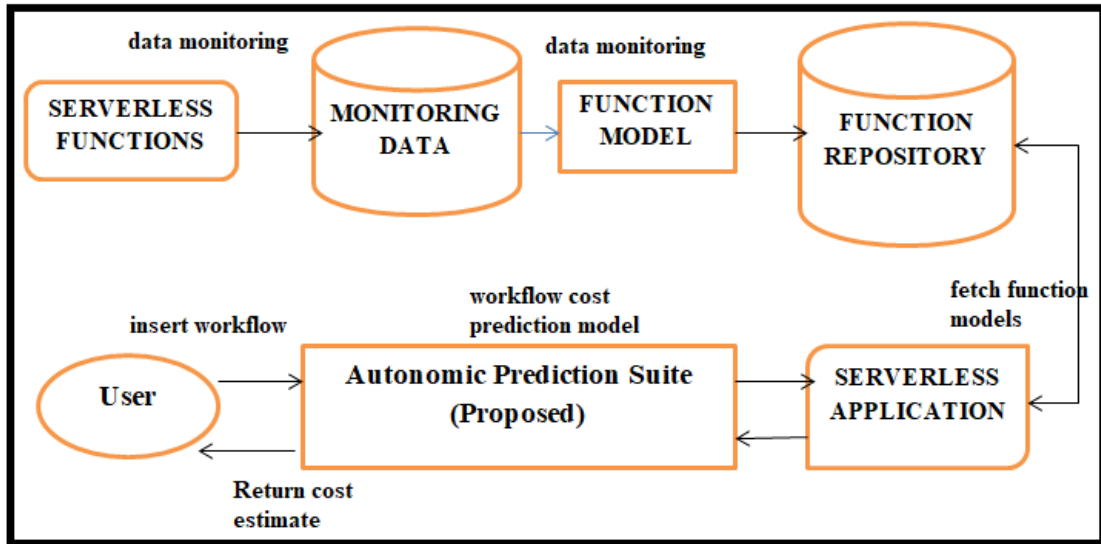 data monitoring
data monitoring
SERVERLESS
FUNCTIONS
MONITORING
DATA
FUNCTION
MODEL
FUNCTION
REPOSITORY
fetch function
models
insert workflow
workflow cost
prediction model
User
Autonomic Prediction Suite
(Proposed)
SERVERLESS
APPLICATION
Return cost
estimate